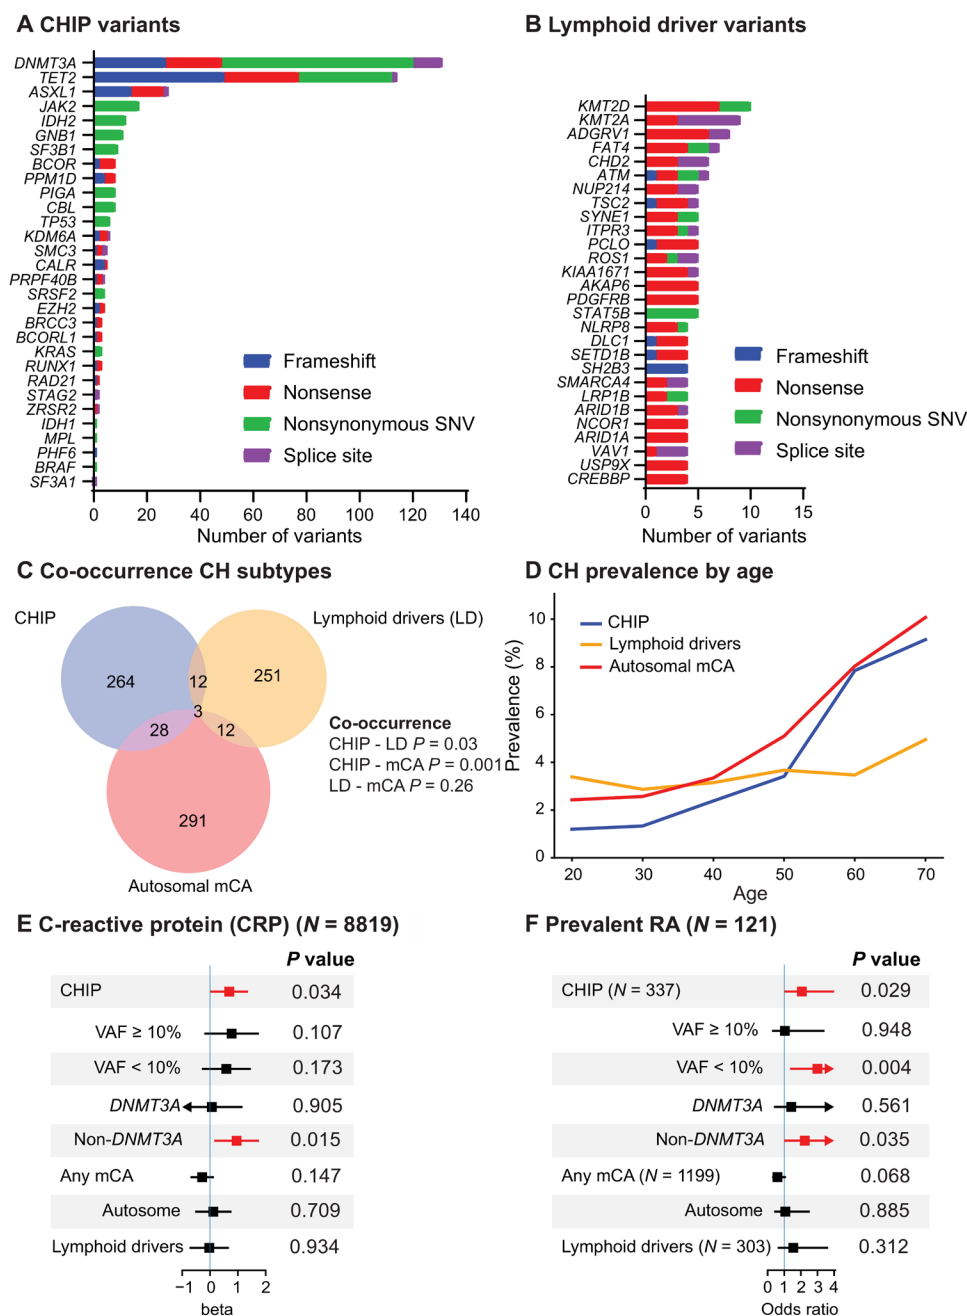 A CHIP variants
DNMT3A
TET2
ASXL1
JAK2
IDH2
GNB1
SF3B1
BCOR
PPM1D
PIGA
CBL
TP53
KDM6A
SMC3
CALR
PRPF40B
SRSF2
EZH2
BRCC3
BCORL1
KRAS
RUNX1
RAD21
STAG2
ZRSR2
IDH1
MPL
PHF6
BRAF
SF3A1
Frameshift
Nonsense
Nonsynonymous SNV
Splice site
0 20 40 60 80 100 120 140
Number of variants
B Lymphoid driver variants
KMT2D
KMT2A
ADGRV1
FAT4
CHD2
ATM
NUP214
TSC2
SYNE1
ITPR3
PCLO
ROS1
KIAA1671
AKAP6
PDGFRB
STAT5B
NLRP8
DLC1
SETD1B
SH2B3
SMARCA4
LRP1B
ARID1B
NCOR1
ARID1A
VAV1
USP9X
CREBBP
Frameshift
Nonsense
Nonsynonymous SNV
Splice site
0 5 10 15
Number of variants
C Co-occurrence CH subtypes
CHIP
Lymphoid drivers (LD)
264
12
251
3
28
12
291
Autosomal mCA
Co-occurrence
CHIP - LD P = 0.03
CHIP - mCA P = 0.001
LD - mCA P = 0.26
D CH prevalence by age
CHIP
Lymphoid drivers
Autosomal mCA
Prevalence (%)
10
8
6
4
2
0
20 30 40 50 60 70
Age
E C-reactive protein (CRP) (N = 8819)
P value
CHIP 0.034
VAF ≥ 10% 0.107
VAF < 10% 0.173
DNMT3A 0.905
Non-DNMT3A 0.015
Any mCA 0.147
Autosome 0.709
Lymphoid drivers 0.934
−1 0 1 2
beta
F Prevalent RA (N = 121)
P value
CHIP (N = 337) 0.029
VAF ≥ 10% 0.948
VAF < 10% 0.004
DNMT3A 0.561
Non-DNMT3A 0.035
Any mCA (N = 1199) 0.068
Autosome 0.885
Lymphoid drivers (N = 303) 0.312
0 1 2 3 4
Odds ratio